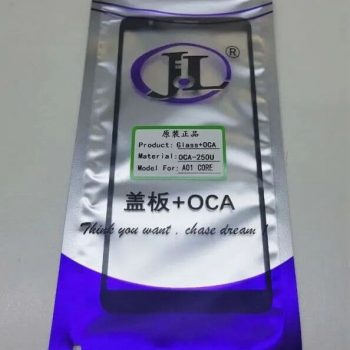 JL®
原装正品
Product: Glass+OCA
Material: OCA-250U
Model For: A01 CORE
盖板+OCA
Think you want . chase dream !